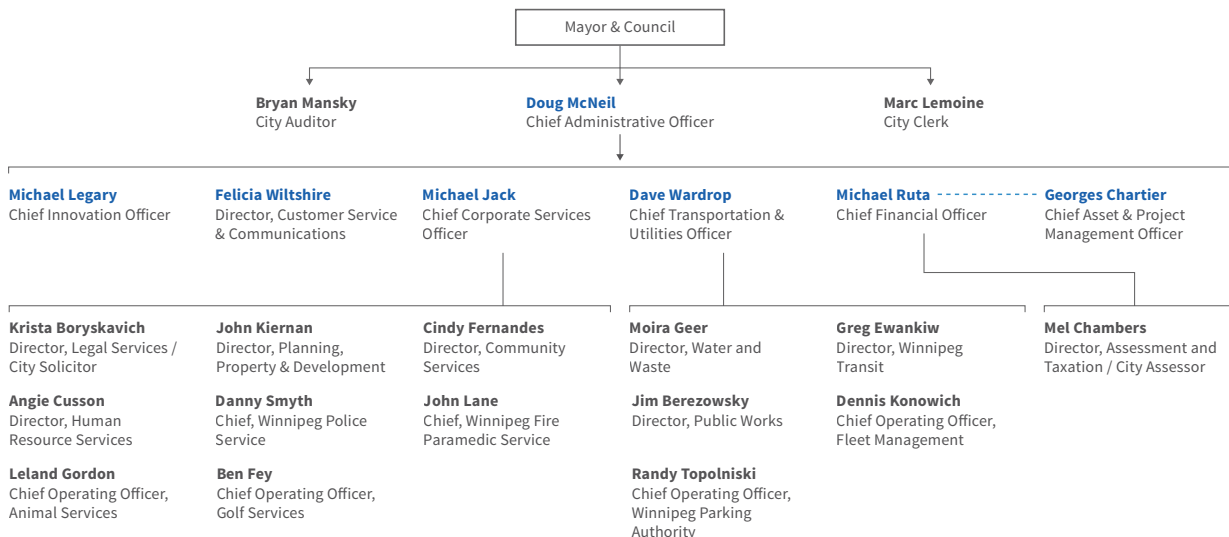 Mayor & Council
Bryan Mansky
City Auditor
Doug McNeil
Chief Administrative Officer
Marc Lemoine
City Clerk
Michael Legary
Chief Innovation Officer
Felicia Wiltshire
Director, Customer Service
& Communications
Michael Jack
Chief Corporate Services
Officer
Dave Wardrop
Chief Transportation &
Utilities Officer
Michael Ruta
Chief Financial Officer
Georges Chartier
Chief Asset & Project
Management Officer
Krista Boryskavich
Director, Legal Services /
City Solicitor
John Kiernan
Director, Planning,
Property & Development
Cindy Fernandes
Director, Community
Services
Moira Geer
Director, Water and
Waste
Greg Ewankiw
Director, Winnipeg
Transit
Mel Chambers
Director, Assessment and
Taxation / City Assessor
Angie Cusson
Director, Human
Resource Services
Danny Smyth
Chief, Winnipeg Police
Service
John Lane
Chief, Winnipeg Fire
Paramedic Service
Jim Berezowsky
Director, Public Works
Dennis Konowich
Chief Operating Officer,
Fleet Management
Leland Gordon
Chief Operating Officer,
Animal Services
Ben Fey
Chief Operating Officer,
Golf Services
Randy Topolniski
Chief Operating Officer,
Winnipeg Parking
Authority